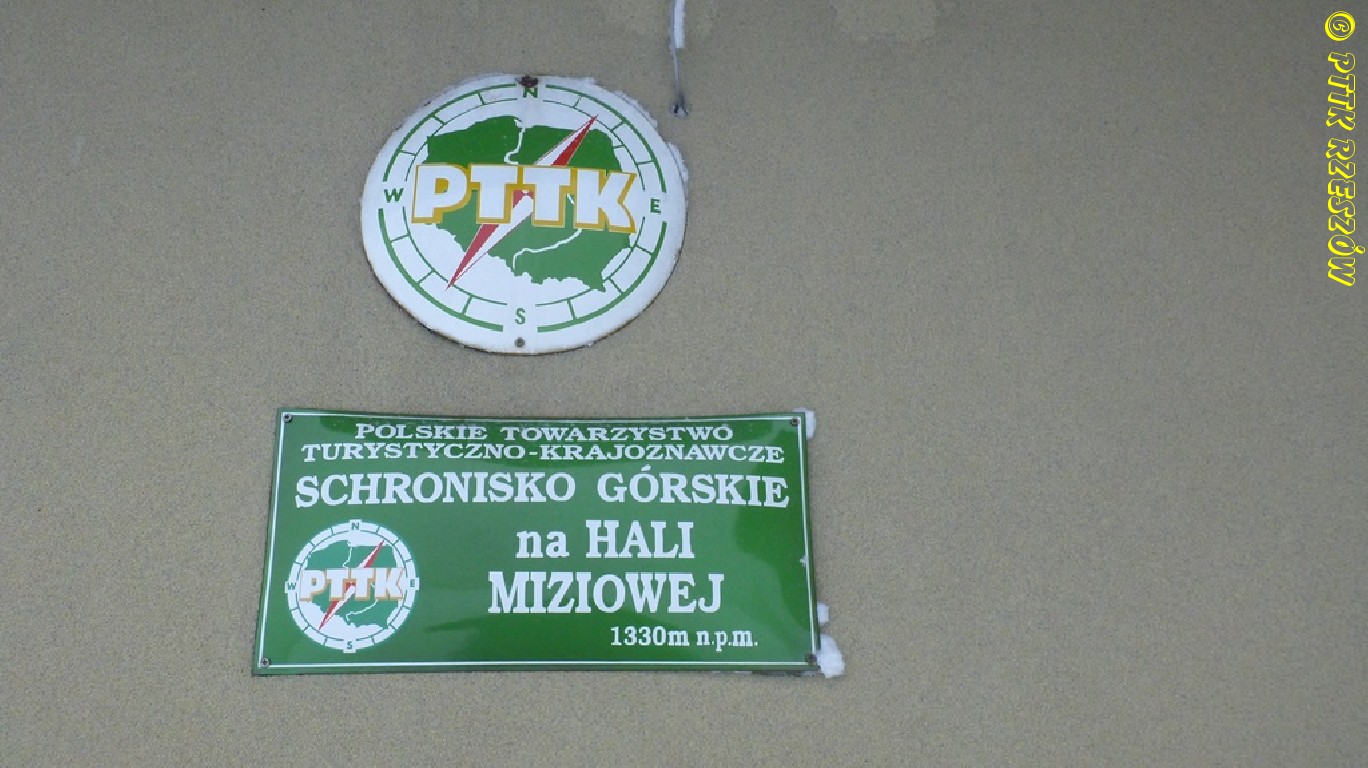 N
W
PTTK
E
S
POLSKIE TOWARZYSTWO
TURYSTYCZNO-KRAJOZNAWCZE
SCHRONISKO GÓRSKIE
na HALI
MIZIOWEJ
1330m n.p.m.
N
W
PTTK
E
S
© PTTK RZESZÓW